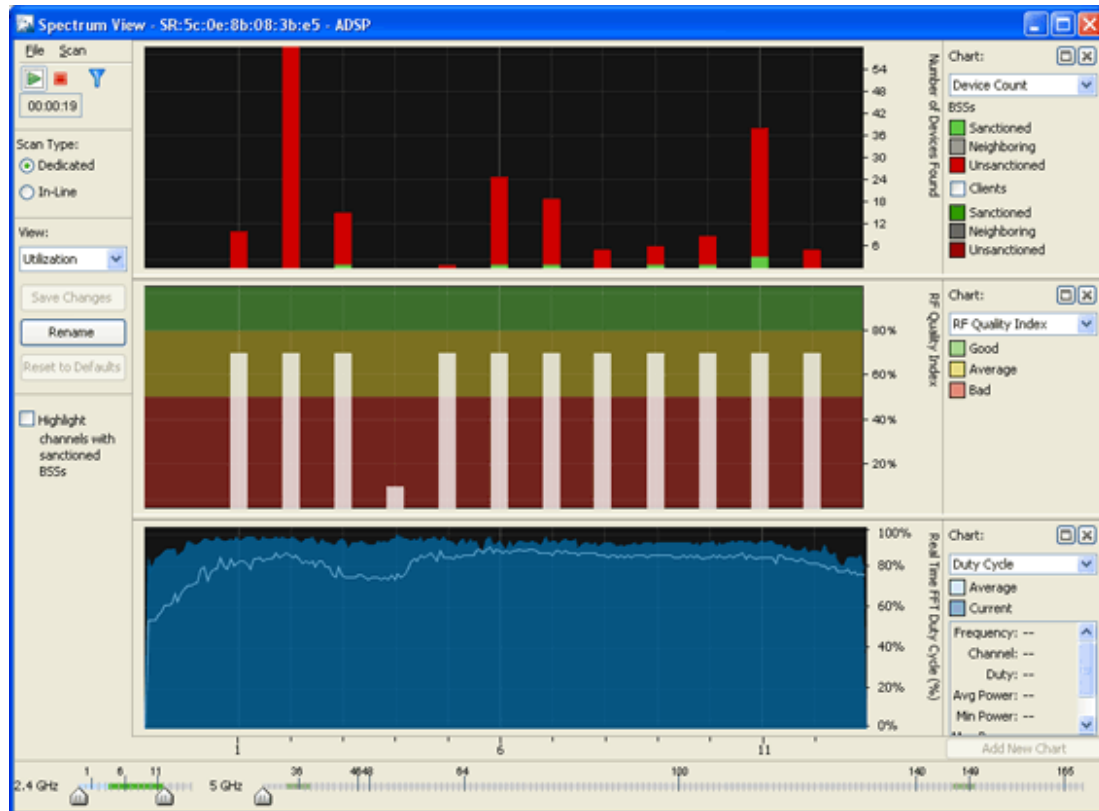 Spectrum View - SR:5c:0e:8b:08:3b:e5 - ADSP
File Scan
00:00:19
Scan Type:
Dedicated
In-Line
View:
Utilization
Save Changes
Rename
Reset to Defaults
Highlight
channels with
sanctioned
BSSs
54
48
42
36
30
24
18
12
6
Number of Devices Found
Chart:
Device Count
BSSs
Sanctioned
Neighboring
Unsanctioned
Clients
Sanctioned
Neighboring
Unsanctioned
80%
60%
40%
20%
RF Quality Index
Chart:
RF Quality Index
Good
Average
Bad
100%
80%
60%
40%
20%
0%
Real Time FFT Duty Cycle (%)
Chart:
Duty Cycle
Average
Current
Frequency: --
Channel: --
Duty: --
Avg Power: --
Min Power: --
1 6 11
Add New Chart
2.4 GHz 1 6 11 5 GHz 36 4648 64 100 140 149 165